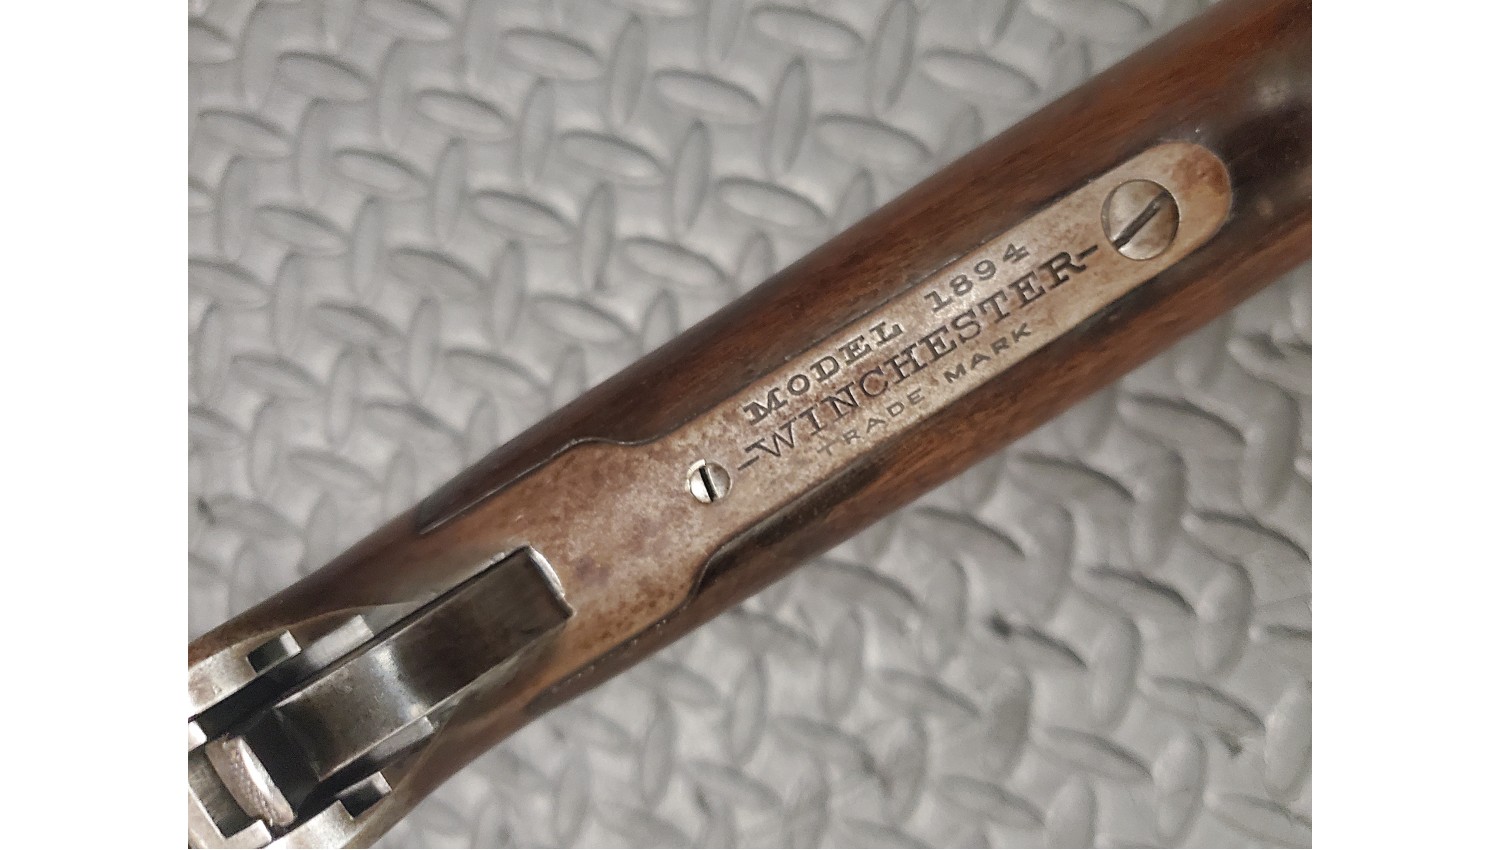 MODEL 1894
-WINCHESTER-
TRADE MARK